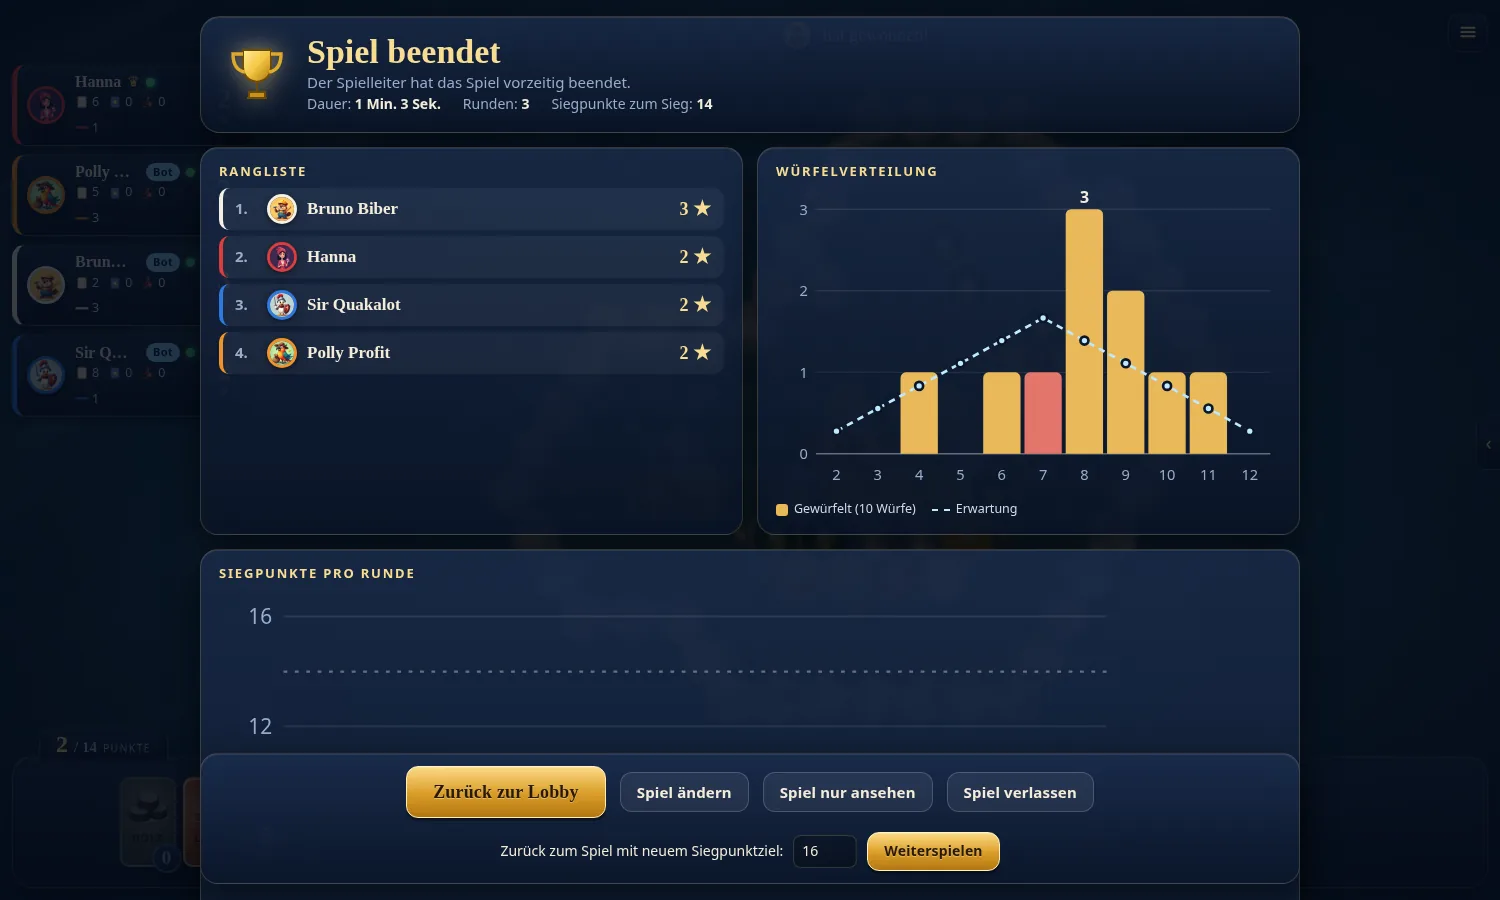 Spiel beendet
Der Spielleiter hat das Spiel vorzeitig beendet.
Dauer: 1 Min. 3 Sek. Runden: 3 Siegpunkte zum Sieg: 14
Hanna
6 0 0
1
Polly … Bot
5 0 0
3
Brun… Bot
2 0 0
3
Sir Q… Bot
8 0 0
1
RANGLISTE
1. Bruno Biber 3 ★
2. Hanna 2 ★
3. Sir Quakalot 2 ★
4. Polly Profit 2 ★
WÜRFELVERTEILUNG
3
3
2
1
0
2 3 4 5 6 7 8 9 10 11 12
Gewürfelt (10 Würfe) Erwartung
SIEGPUNKTE PRO RUNDE
16
12
2 / 14 PUNKTE
0
Zurück zur Lobby
Spiel ändern
Spiel nur ansehen
Spiel verlassen
Zurück zum Spiel mit neuem Siegpunktziel: 16 Weiterspielen